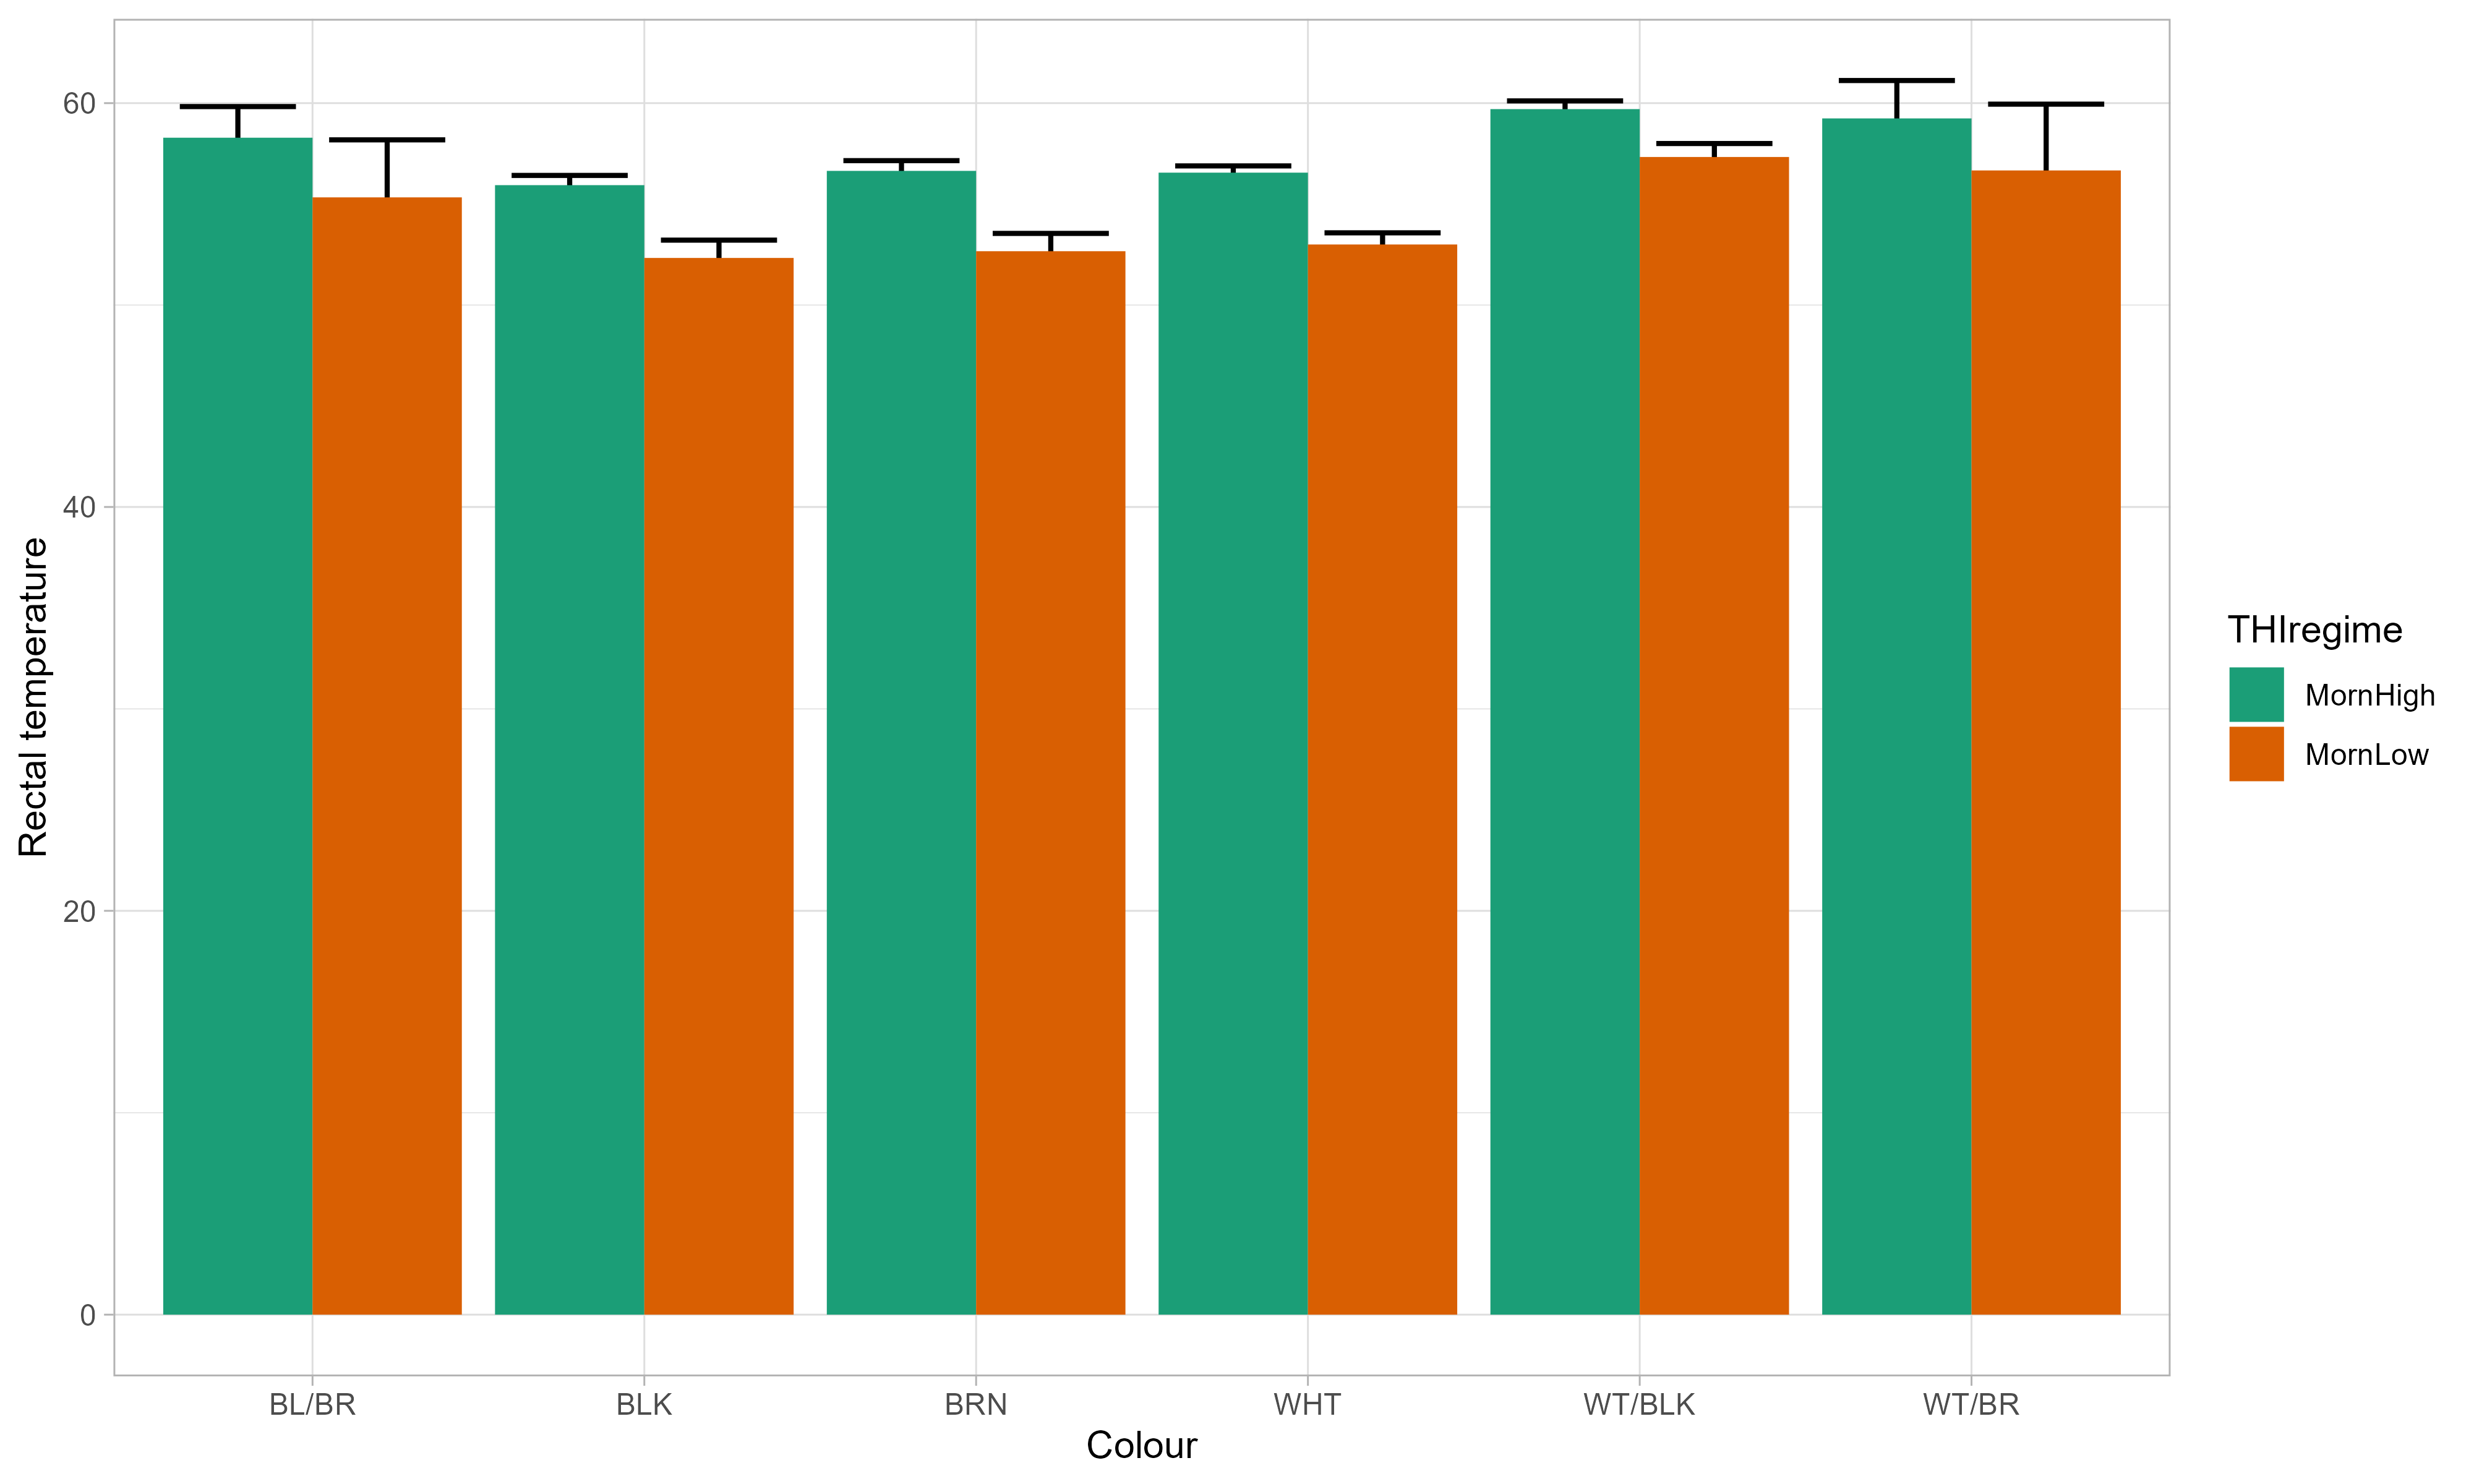 60
40
20
0
Rectal temperature
BL/BR
BLK
BRN
WHT
WT/BLK
WT/BR
Colour
THIregime
MornHigh
MornLow